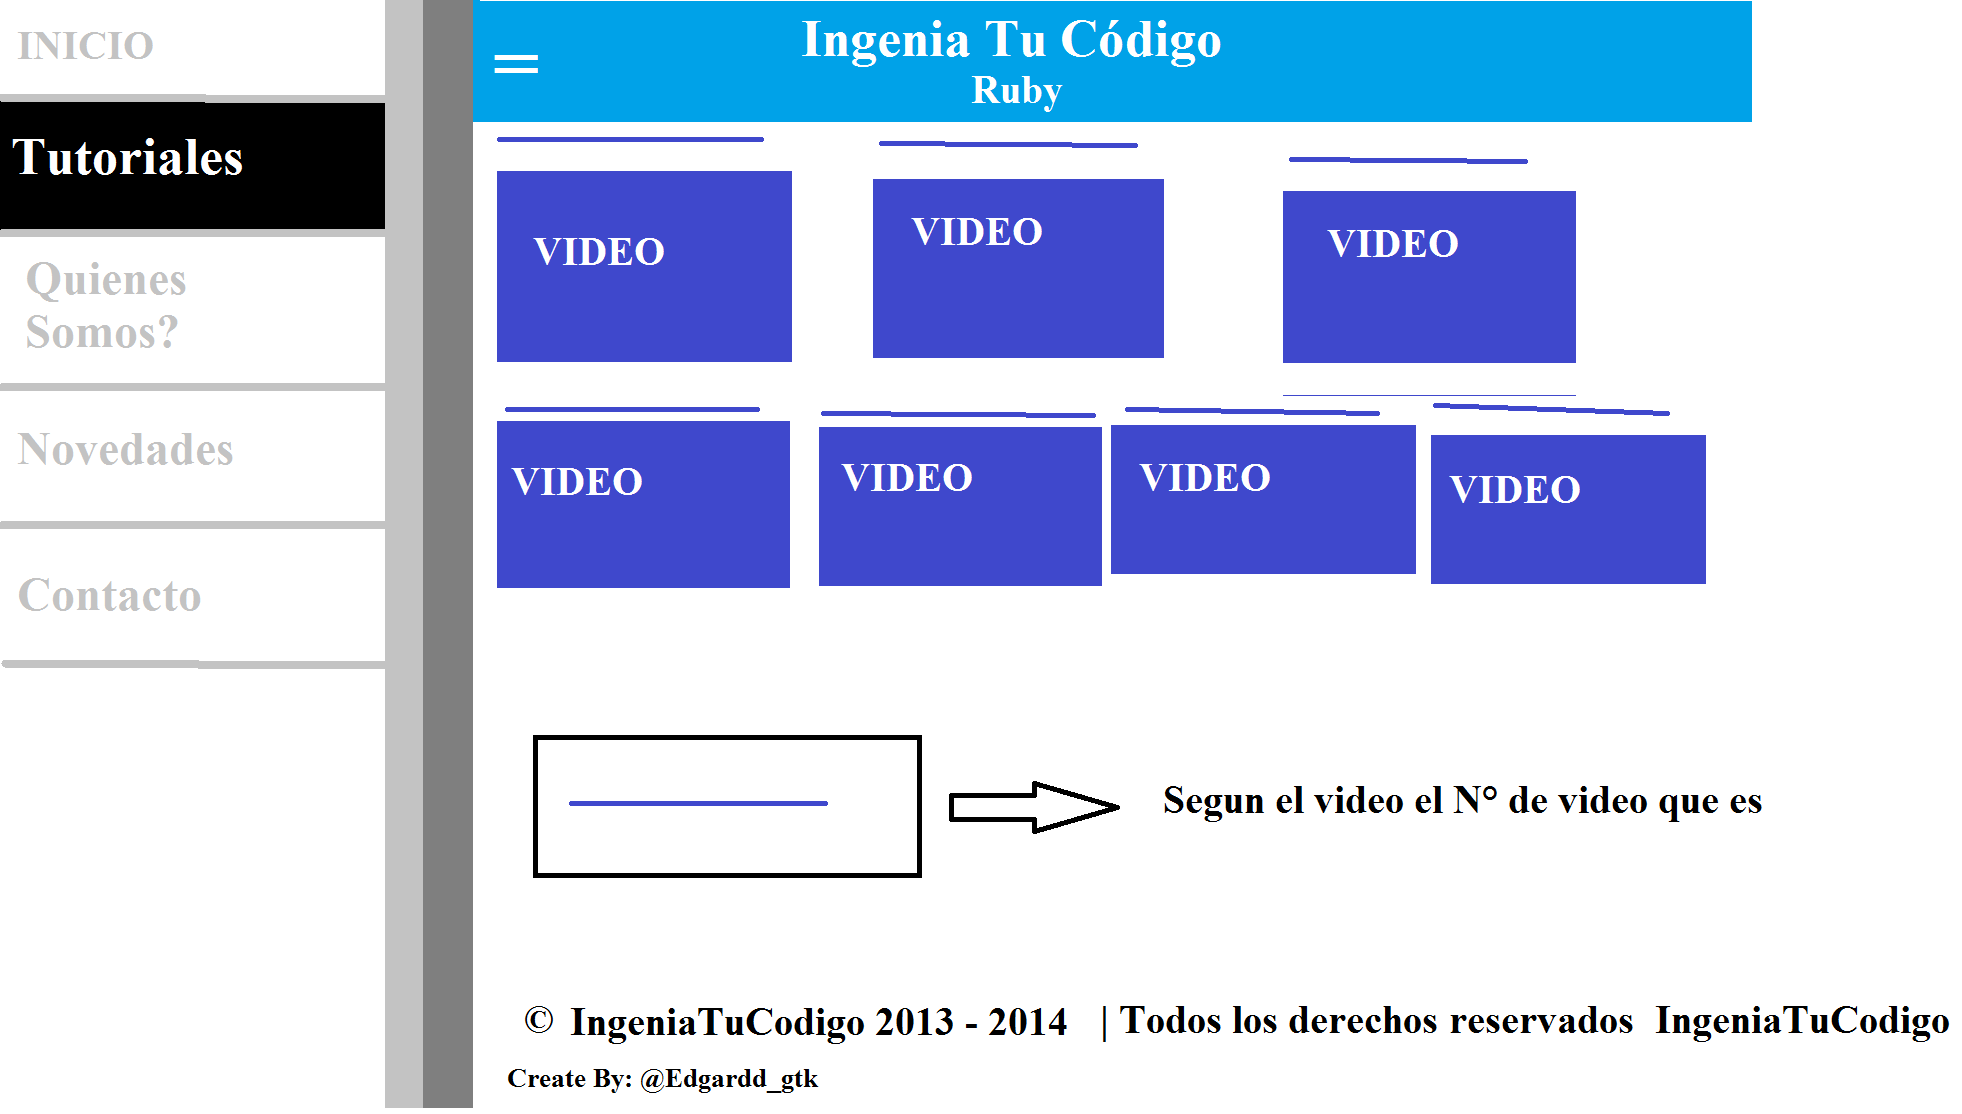 INICIO
Tutoriales
Quienes
Somos?
Novedades
Contacto
Ingenia Tu Código
Ruby
VIDEO
VIDEO
VIDEO
VIDEO
VIDEO
VIDEO
VIDEO
Segun el video el N° de video que es
© IngeniaTuCodigo 2013 - 2014 | Todos los derechos reservados IngeniaTuCodigo
Create By: @Edgardd_gtk